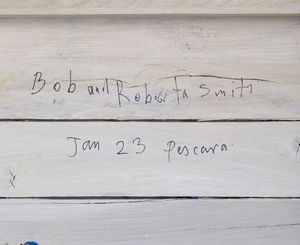 Bob and Roberta Smith
Jan 23 Pescara